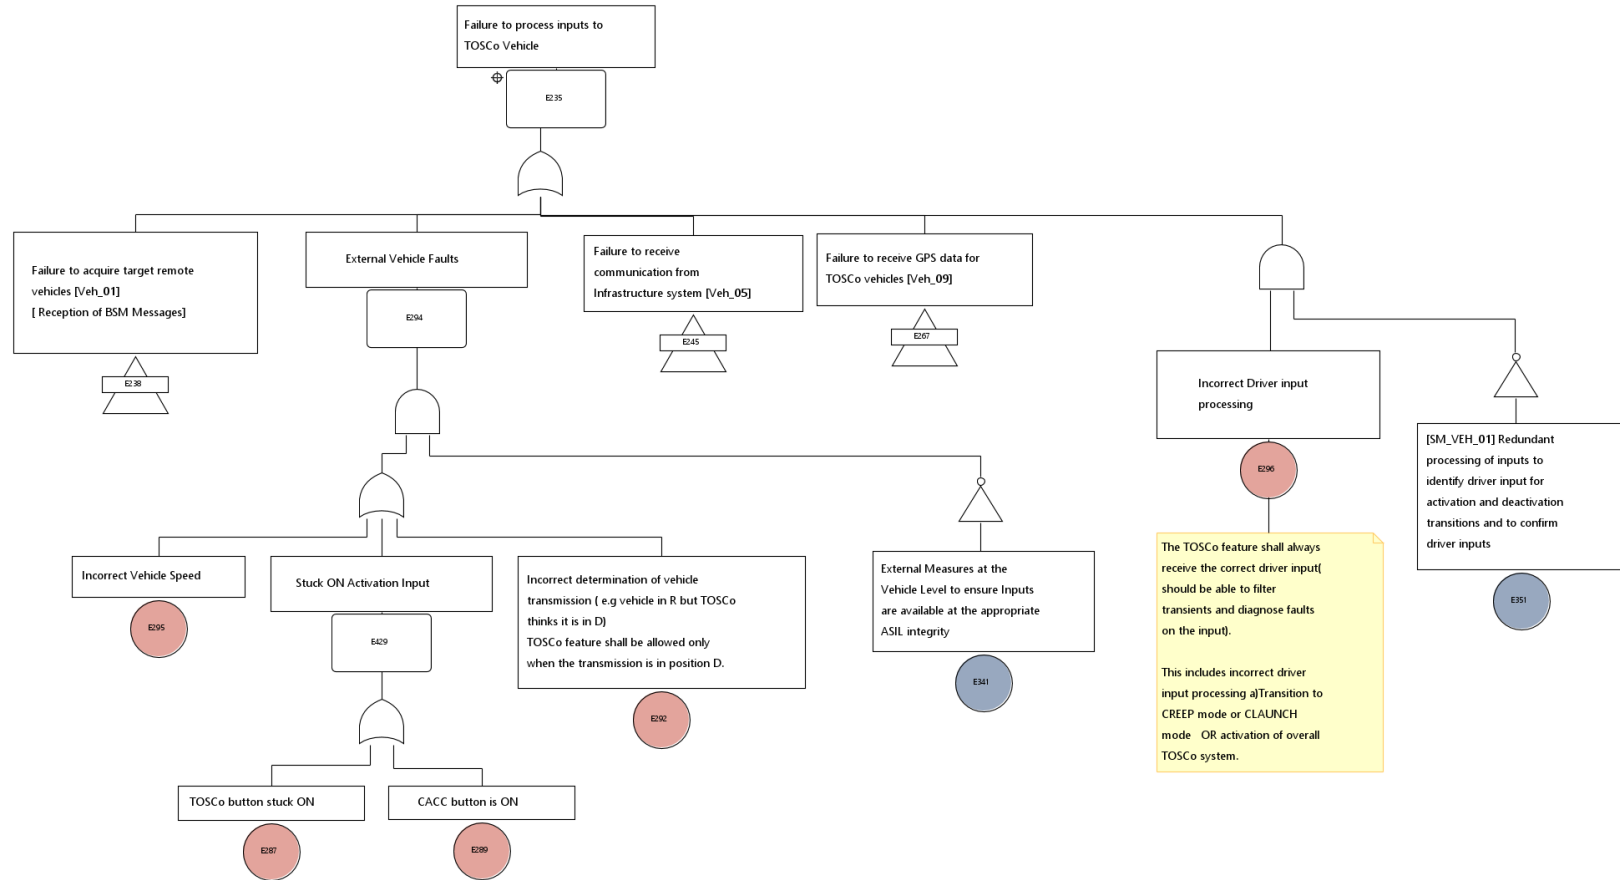 Failure to process inputs to
TOSCo Vehicle
E235
Failure to acquire target remote
vehicles [Veh_01]
[ Reception of BSM Messages]
E238
External Vehicle Faults
E294
Failure to receive
communication from
Infrastructure system [Veh_05]
E245
Failure to receive GPS data for
TOSCo vehicles [Veh_09]
E267
Incorrect Driver input
processing
E296
The TOSCo feature shall always
receive the correct driver input(
should be able to filter
transients and diagnose faults
on the input).
This includes incorrect driver
input processing a)Transition to
CREEP mode or CLAUNCH
mode OR activation of overall
TOSCo system.
[SM_VEH_01] Redundant
processing of inputs to
identify driver input for
activation and deactivation
transitions and to confirm
driver inputs
E351
Incorrect Vehicle Speed
E295
Stuck ON Activation Input
E429
Incorrect determination of vehicle
transmission ( e.g vehicle in R but TOSCo
thinks it is in D)
TOSCo feature shall be allowed only
when the transmission is in position D.
E292
External Measures at the
Vehicle Level to ensure Inputs
are available at the appropriate
ASIL integrity
E341
TOSCo button stuck ON
E287
CACC button is ON
E289